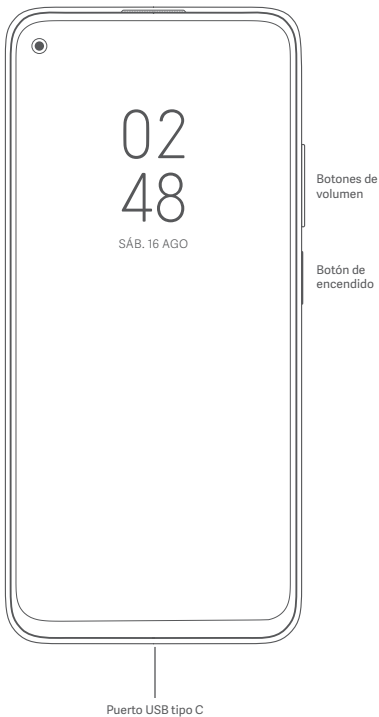 02
48
SÁB. 16 AGO
Botones de
volumen
Botón de
encendido
Puerto USB tipo C